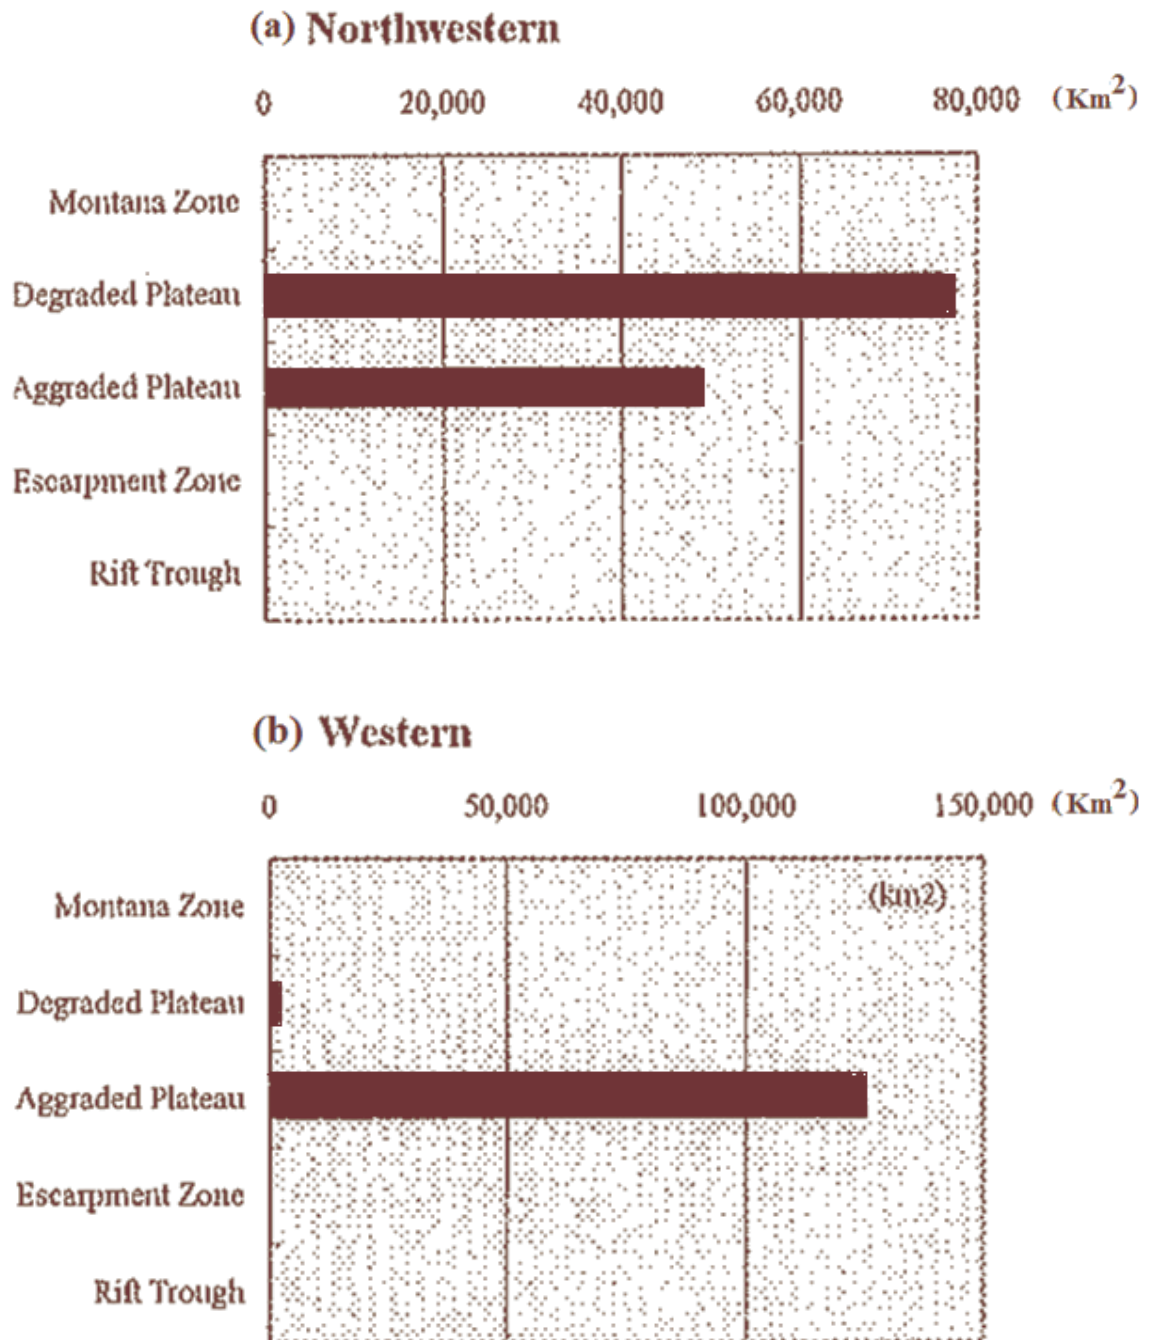 (a) Northwestern
0 20,000 40,000 60,000 80,000 (Km²)
Montana Zone
Degraded Plateau
Aggraded Plateau
Escarpment Zone
Rift Trough
(b) Western
0 50,000 100,000 150,000 (Km²)
(km2)
Montana Zone
Degraded Plateau
Aggraded Plateau
Escarpment Zone
Rift Trough